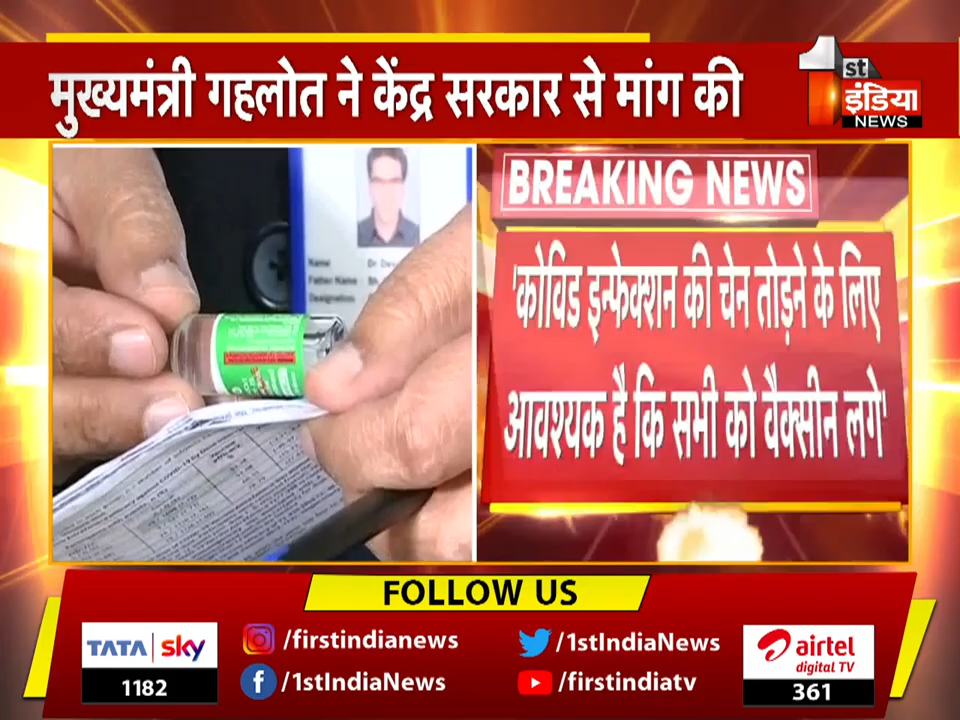 मुख्यमंत्री गहलोत ने केंद्र सरकार से मांग की
1st
इंडिया
NEWS
Name
Father Name
Designation
BREAKING NEWS
'कोविड इन्फेक्शन की चेन तोड़ने के लिए
आवश्यक है कि सभी को वैक्सीन लगे'
FOLLOW US
TATA sky
1182
/firstindianews
/1stIndiaNews
/1stIndiaNews
/firstindiatv
airtel
digital TV
361